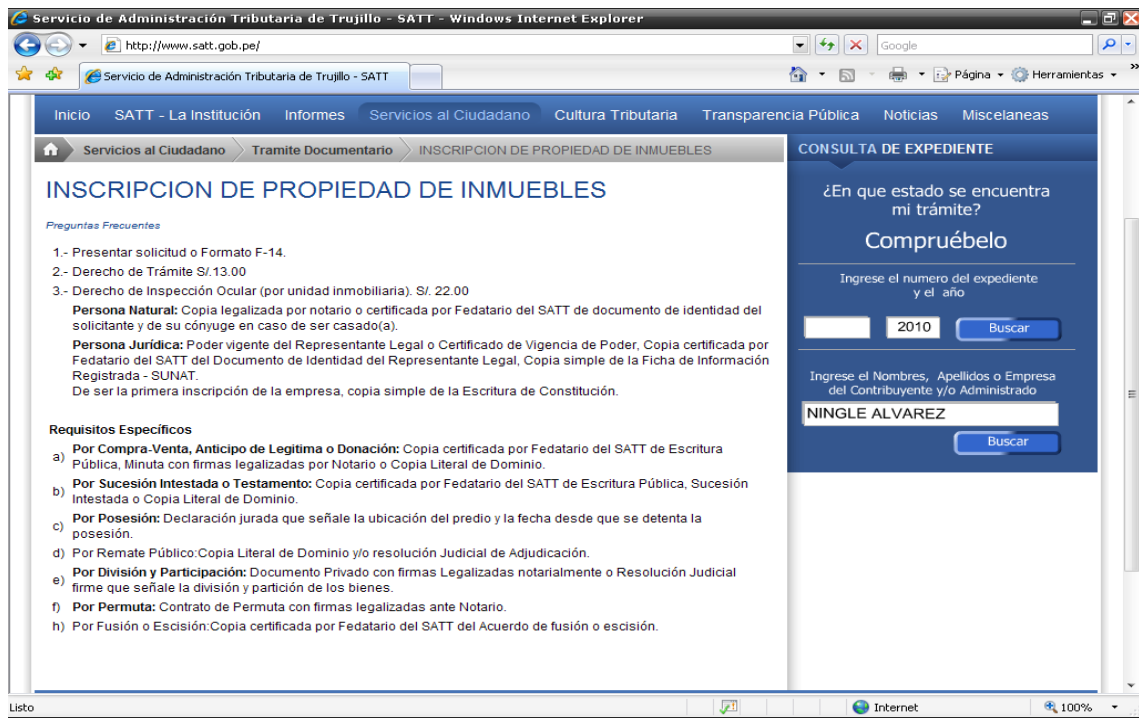 Servicio de Administración Tributaria de Trujillo - SATT - Windows Internet Explorer
http://www.satt.gob.pe/
Google
Servicio de Administración Tributaria de Trujillo - SATT
Página
Herramientas
»
Inicio SATT - La Institución Informes Servicios al Ciudadano Cultura Tributaria Transparencia Pública Noticias Miscelaneas
Servicios al Ciudadano Tramite Documentario INSCRIPCION DE PROPIEDAD DE INMUEBLES
INSCRIPCION DE PROPIEDAD DE INMUEBLES
Preguntas Frecuentes
1.- Presentar solicitud o Formato F-14.
2.- Derecho de Trámite S/.13.00
3.- Derecho de Inspección Ocular (por unidad inmobiliaria). S/. 22.00
Persona Natural: Copia legalizada por notario o certificada por Fedatario del SATT de documento de identidad del
solicitante y de su cónyuge en caso de ser casado(a).
Persona Jurídica: Poder vigente del Representante Legal o Certificado de Vigencia de Poder, Copia certificada por
Fedatario del SATT del Documento de Identidad del Representante Legal, Copia simple de la Ficha de Información
Registrada - SUNAT.
De ser la primera inscripción de la empresa, copia simple de la Escritura de Constitución.
Requisitos Específicos
a) Por Compra-Venta, Anticipo de Legitima o Donación: Copia certificada por Fedatario del SATT de Escritura
Pública, Minuta con firmas legalizadas por Notario o Copia Literal de Dominio.
b) Por Sucesión Intestada o Testamento: Copia certificada por Fedatario del SATT de Escritura Pública, Sucesión
Intestada o Copia Literal de Dominio.
c) Por Posesión: Declaración jurada que señale la ubicación del predio y la fecha desde que se detenta la
posesión.
d) Por Remate Público:Copia Literal de Dominio y/o resolución Judicial de Adjudicación.
e) Por División y Participación: Documento Privado con firmas Legalizadas notarialmente o Resolución Judicial
firme que señale la división y partición de los bienes.
f) Por Permuta: Contrato de Permuta con firmas legalizadas ante Notario.
h) Por Fusión o Escisión:Copia certificada por Fedatario del SATT del Acuerdo de fusión o escisión.
CONSULTA DE EXPEDIENTE
¿En que estado se encuentra
mi trámite?
Compruébelo
Ingrese el numero del expediente
y el año
2010 Buscar
Ingrese el Nombres, Apellidos o Empresa
del Contribuyente y/o Administrado
NINGLE ALVAREZ
Buscar
Listo
Internet
100%